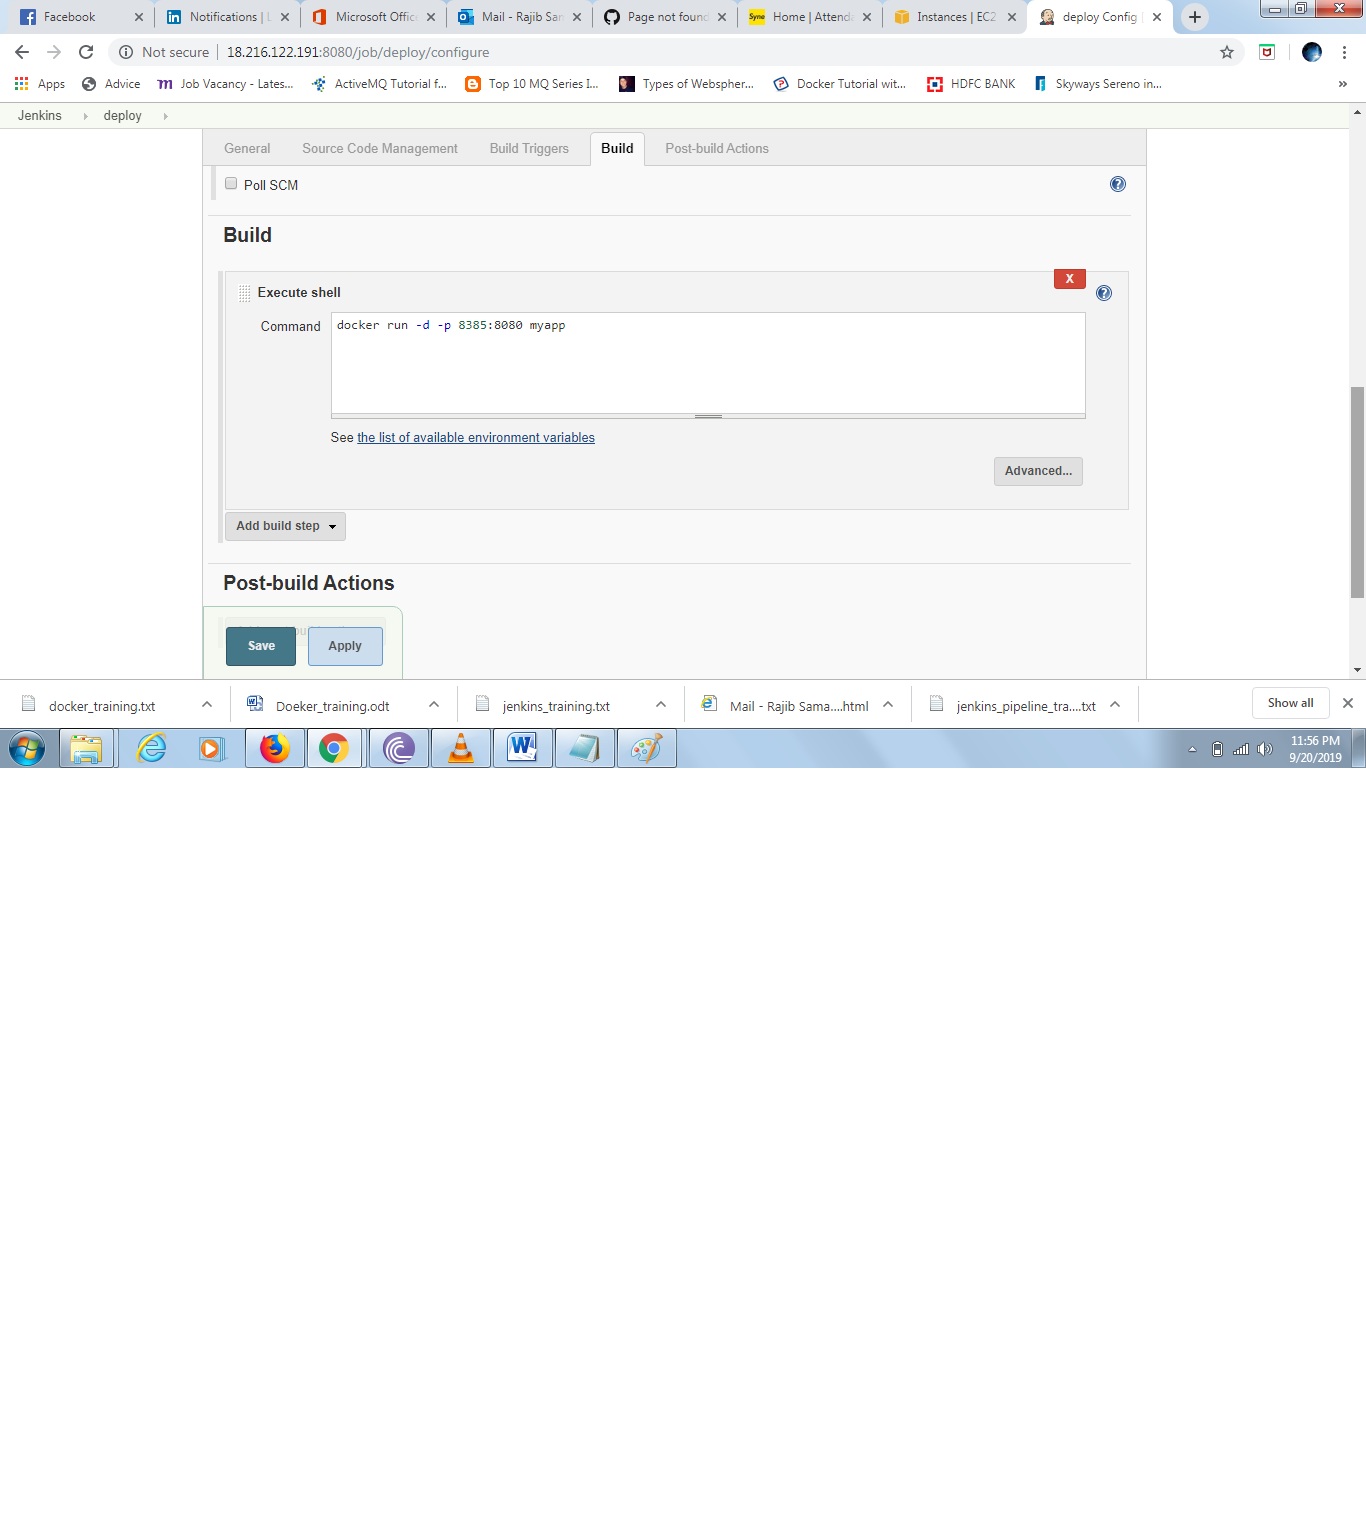 Facebook
Notifications | L
Microsoft Offic
Mail - Rajib Sam
Page not found
Syne Home | Attend
Instances | EC2
deploy Config
Not secure 18.216.122.191:8080/job/deploy/configure
Apps Advice Job Vacancy - Lates... ActiveMQ Tutorial f... Top 10 MQ Series I... Types of Webspher... Docker Tutorial wit... HDFC BANK Skyways Sereno in... »
Jenkins deploy
General Source Code Management Build Triggers Build Post-build Actions
Poll SCM
Build
X
Execute shell
Command docker run -d -p 8385:8080 myapp
See the list of available environment variables
Advanced...
Add build step
Post-build Actions
Save Apply
docker_training.txt Doeker_training.odt jenkins_training.txt Mail - Rajib Sama....html jenkins_pipeline_tra....txt Show all
11:56 PM
9/20/2019